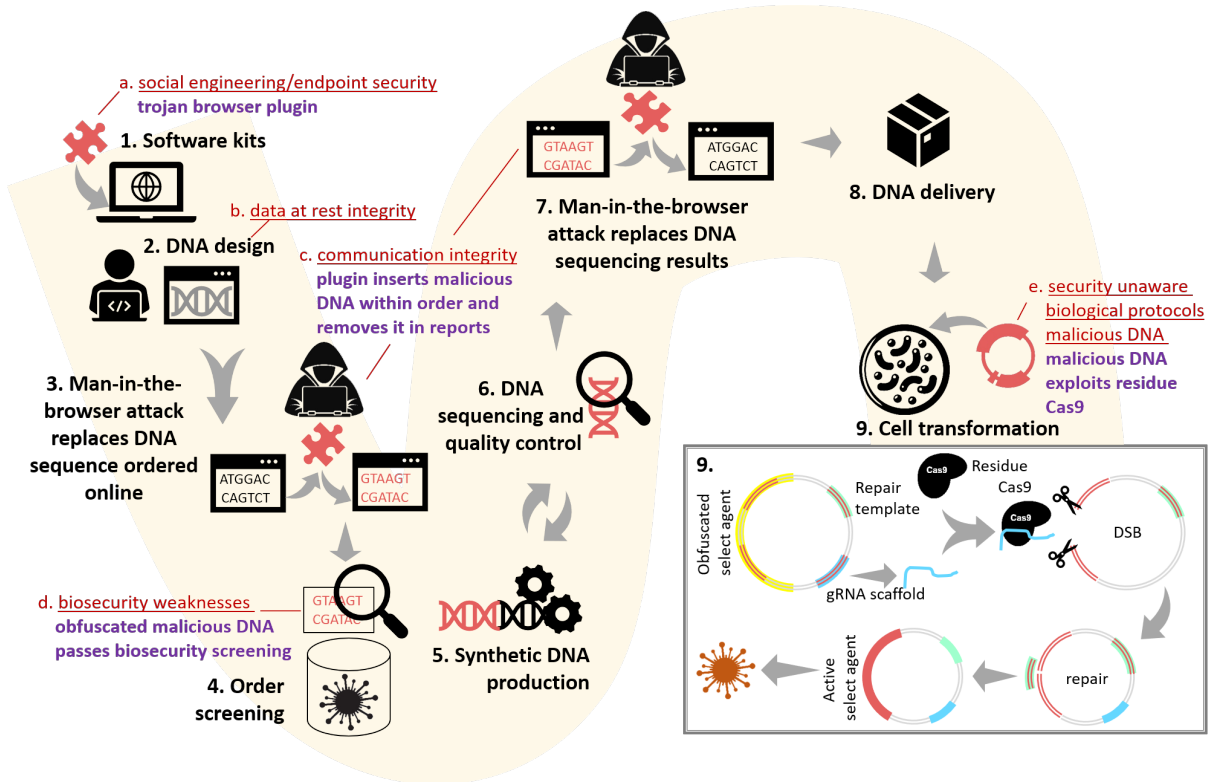 a. social engineering/endpoint security
trojan browser plugin
1. Software kits
b. data at rest integrity
2. DNA design
3. Man-in-the-
browser attack
replaces DNA
sequence ordered
online
ATGGAC
CAGTCT
GTAAGT
CGATAC
c. communication integrity
plugin inserts malicious
DNA within order and
removes it in reports
d. biosecurity weaknesses
obfuscated malicious DNA
passes biosecurity screening
GTAAGT
CGATAC
4. Order
screening
5. Synthetic DNA
production
6. DNA
sequencing and
quality control
GTAAGT
CGATAC
ATGGAC
CAGTCT
7. Man-in-the-browser
attack replaces DNA
sequencing results
8. DNA delivery
e. security unaware
biological protocols
malicious DNA
malicious DNA
exploits residue
Cas9
9. Cell transformation
9.
Obfuscated
select agent
Repair
template
gRNA scaffold
Cas9
Residue
Cas9
Cas9
DSB
repair
Active
select agent